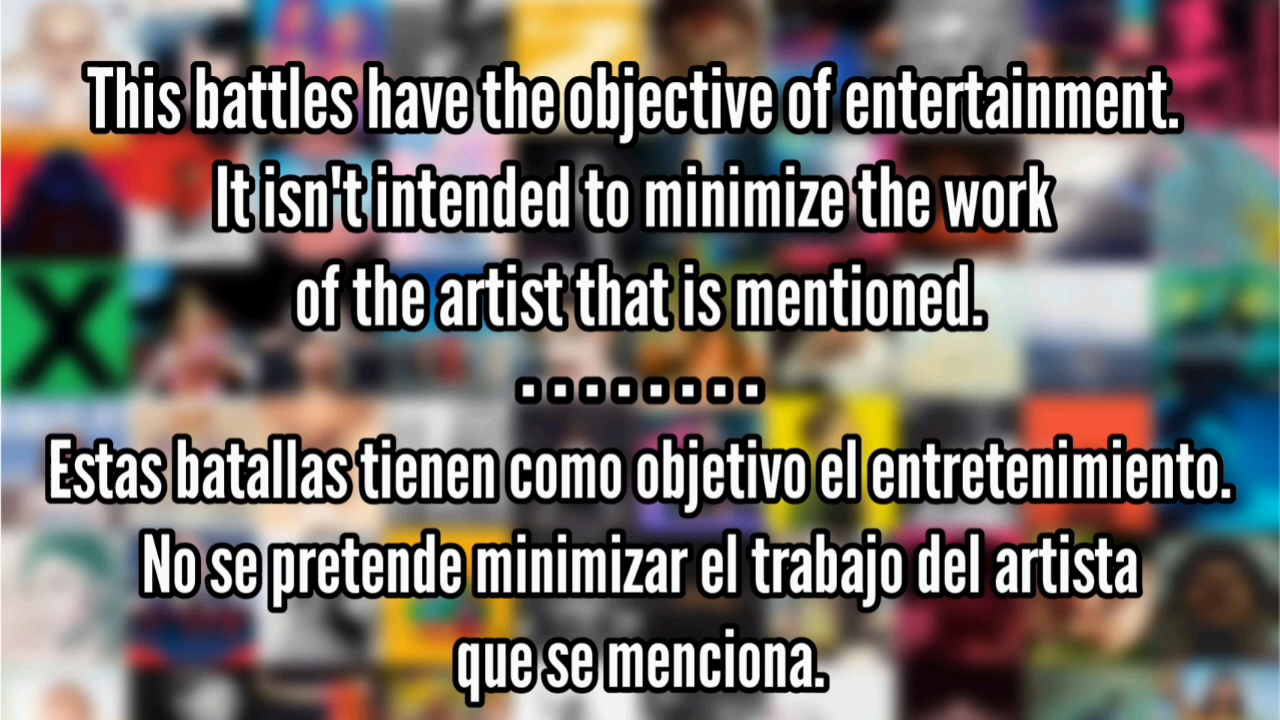 This battles have the objective of entertainment.
It isn't intended to minimize the work
of the artist that is mentioned.
........
Estas batallas tienen como objetivo el entretenimiento.
No se pretende minimizar el trabajo del artista
que se menciona.